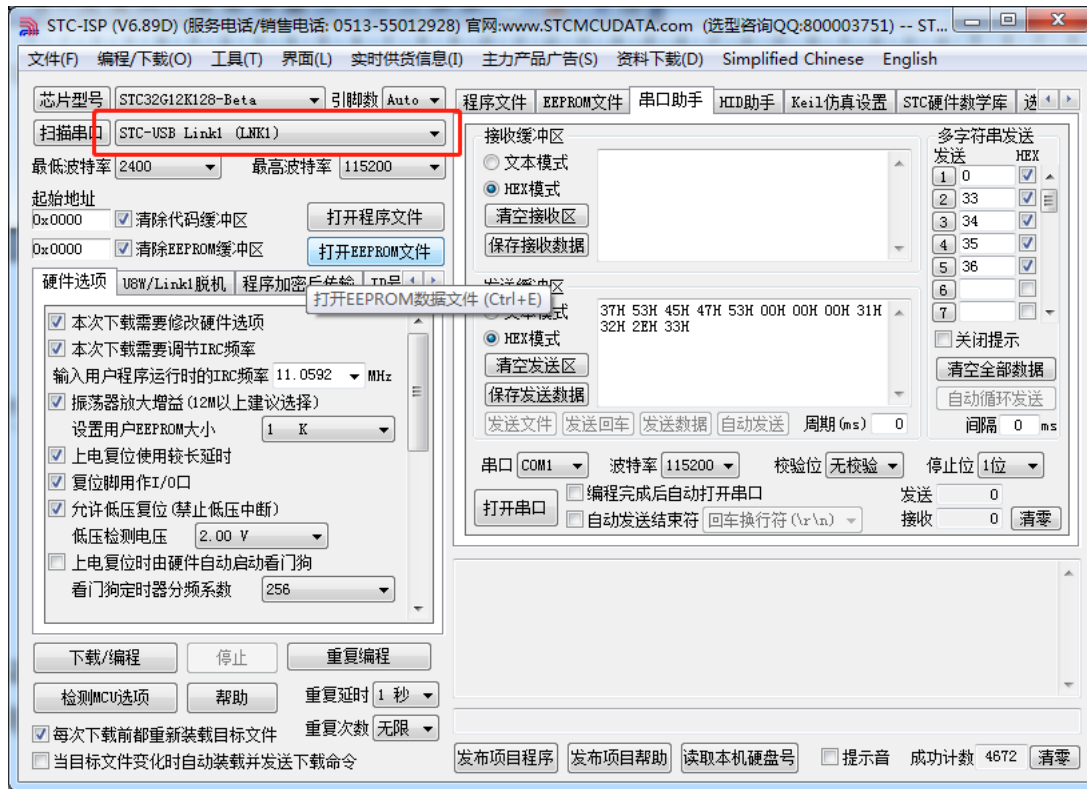 STC-ISP (V6.89D) (服务电话/销售电话: 0513-55012928) 官网:www.STCMCUDATA.com (选型咨询QQ:800003751) -- ST...
文件(F) 编程/下载(O) 工具(T) 界面(L) 实时供货信息(I) 主力产品广告(S) 资料下载(D) Simplified Chinese English
芯片型号 STC32G12K128-Beta 引脚数 Auto
扫描串口 STC-USB Link1 (LNK1)
最低波特率 2400 最高波特率 115200
起始地址
0x0000 清除代码缓冲区 打开程序文件
0x0000 清除EEPROM缓冲区 打开EEPROM文件
硬件选项 U8W/Link1脱机 程序加密后传输
打开EEPROM数据文件 (Ctrl+E)
本次下载需要修改硬件选项
本次下载需要调节IRC频率
输入用户程序运行时的IRC频率 11.0592 MHz
振荡器放大增益(12M以上建议选择)
设置用户EEPROM大小 1 K
上电复位使用较长延时
复位脚用作I/O口
允许低压复位(禁止低压中断)
低压检测电压 2.00 V
上电复位时由硬件自动启动看门狗
看门狗定时器分频系数 256
下载/编程 停止 重复编程
检测MCU选项 帮助 重复延时 1 秒
重复次数 无限
每次下载前都重新装载目标文件
当目标文件变化时自动装载并发送下载命令
程序文件 EEPROM文件 串口助手 HID助手 Keil仿真设置 STC硬件数学库 选
接收缓冲区
文本模式
HEX模式
清空接收区
保存接收数据
发送缓冲区
文本模式
HEX模式
清空发送区
保存发送数据
37H 53H 45H 47H 53H 00H 00H 00H 31H
32H 2EH 33H
发送文件 发送回车 发送数据 自动发送 周期(ms) 0
多字符串发送
发送 HEX
1 0
2 33
3 34
4 35
5 36
6
7
关闭提示
清空全部数据
自动循环发送
间隔 0 ms
串口 COM1 波特率 115200 校验位 无校验 停止位 1位
打开串口 编程完成后自动打开串口
自动发送结束符 回车换行符(\r\n)
发送 0
接收 0 清零
发布项目程序 发布项目帮助 读取本机硬盘号 提示音 成功计数 4672 清零